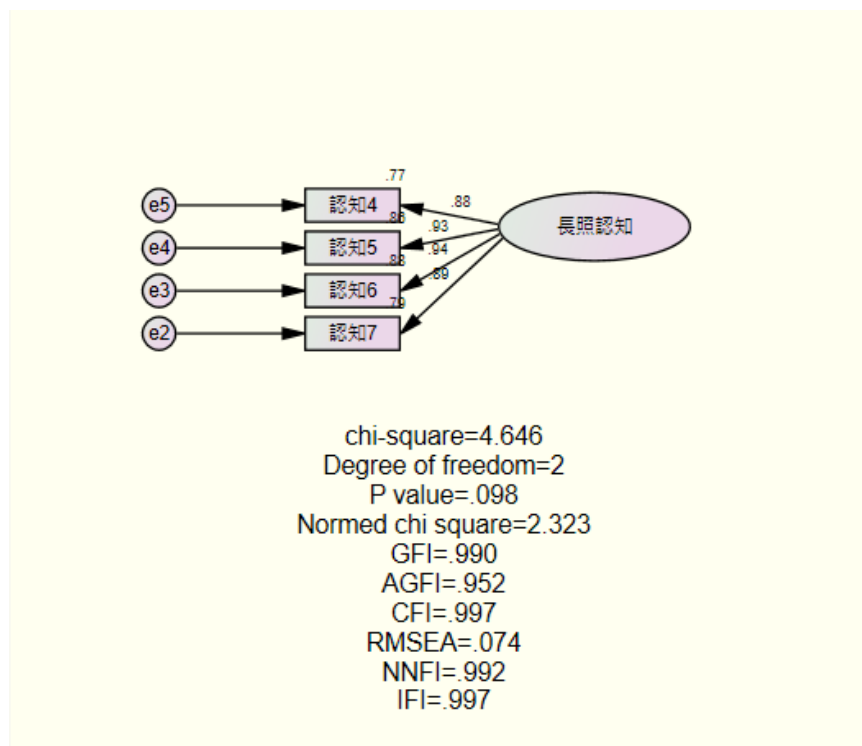 .77
e5
認知4
.88
長照認知
.86
.93
e4
認知5
.94
.88
.89
e3
認知6
.79
e2
認知7
chi-square=4.646
Degree of freedom=2
P value=.098
Normed chi square=2.323
GFI=.990
AGFI=.952
CFI=.997
RMSEA=.074
NNFI=.992
IFI=.997